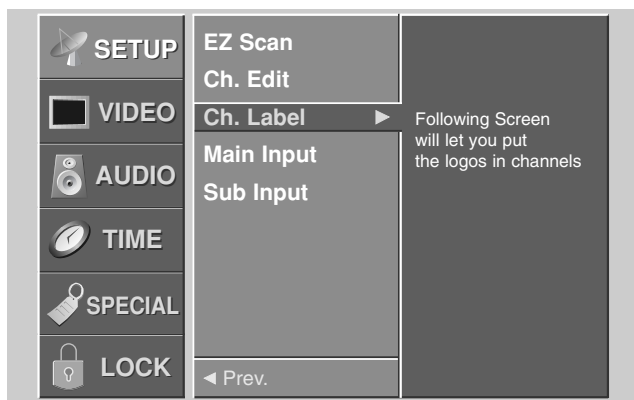 SETUP
VIDEO
AUDIO
TIME
SPECIAL
LOCK
EZ Scan
Ch. Edit
Ch. Label ▶
Main Input
Sub Input
◄ Prev.
Following Screen
will let you put
the logos in channels